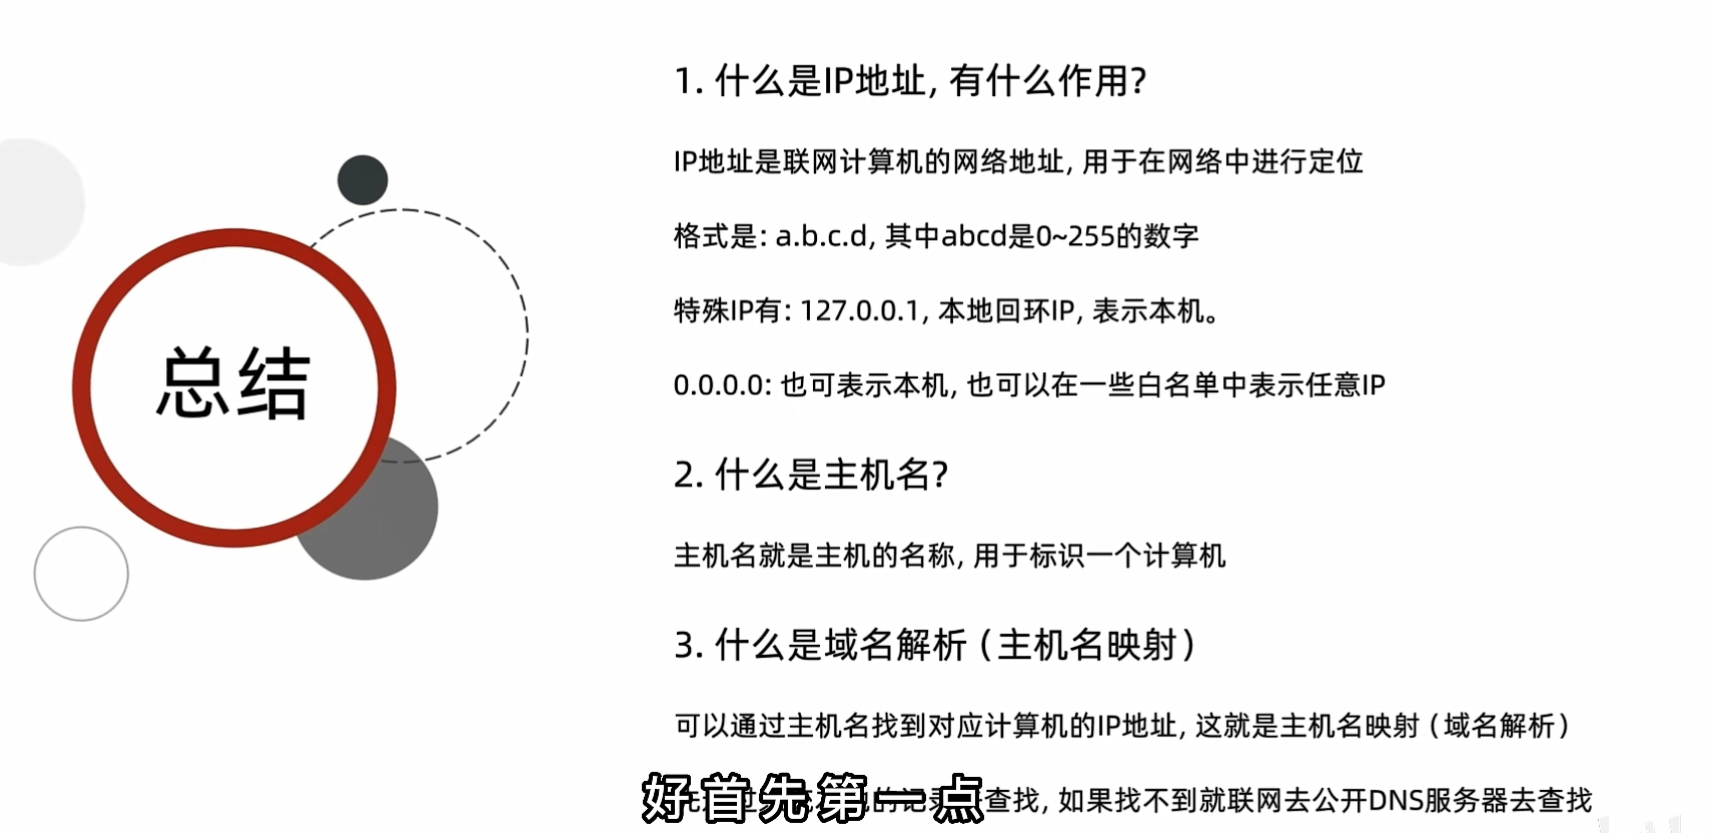 总结
1. 什么是IP地址, 有什么作用?
IP地址是联网计算机的网络地址, 用于在网络中进行定位
格式是: a.b.c.d, 其中abcd是0~255的数字
特殊IP有: 127.0.0.1, 本地回环IP, 表示本机。
0.0.0.0: 也可表示本机, 也可以在一些白名单中表示任意IP
2. 什么是主机名?
主机名就是主机的名称, 用于标识一个计算机
3. 什么是域名解析 ( 主机名映射 )
可以通过主机名找到对应计算机的IP地址, 这就是主机名映射 ( 域名解析 )
查找, 如果找不到就联网去公开DNS服务器去查找
好首先第一点